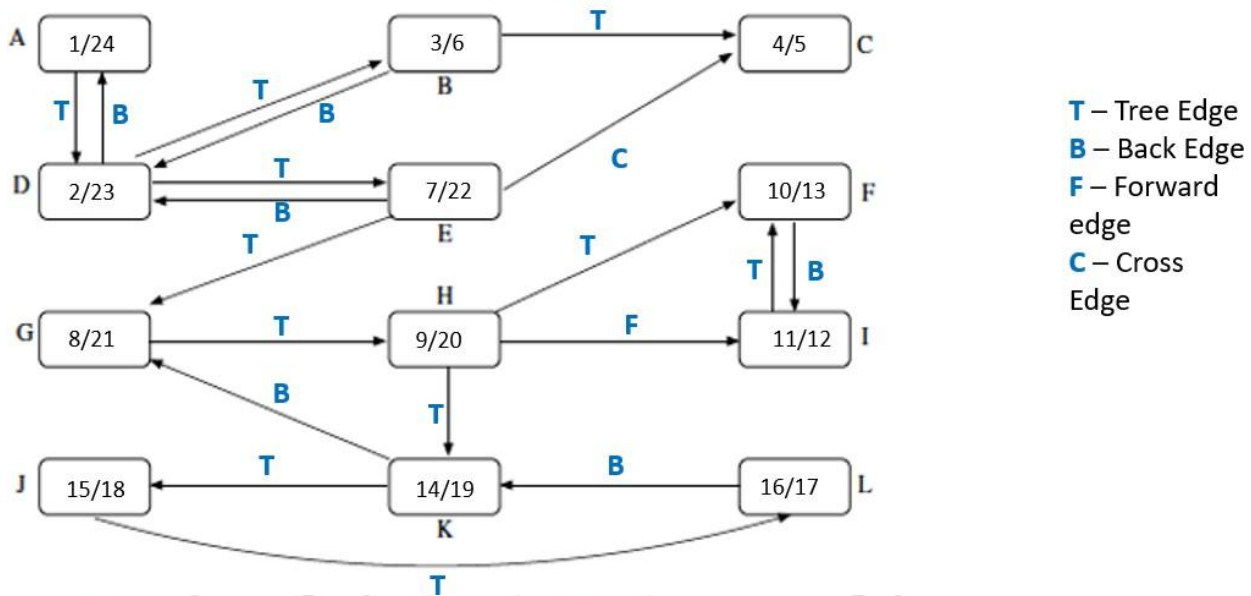 T
A 1/24 3/6 4/5 C
B
T B T B
T – Tree Edge
B – Back Edge
C
T
D 2/23 7/22 10/13 F
F – Forward
B
edge
E
T T T B
C – Cross
H
Edge
G 8/21 T 9/20 F 11/12 I
B T
T B
J 15/18 14/19 16/17 L
K
T